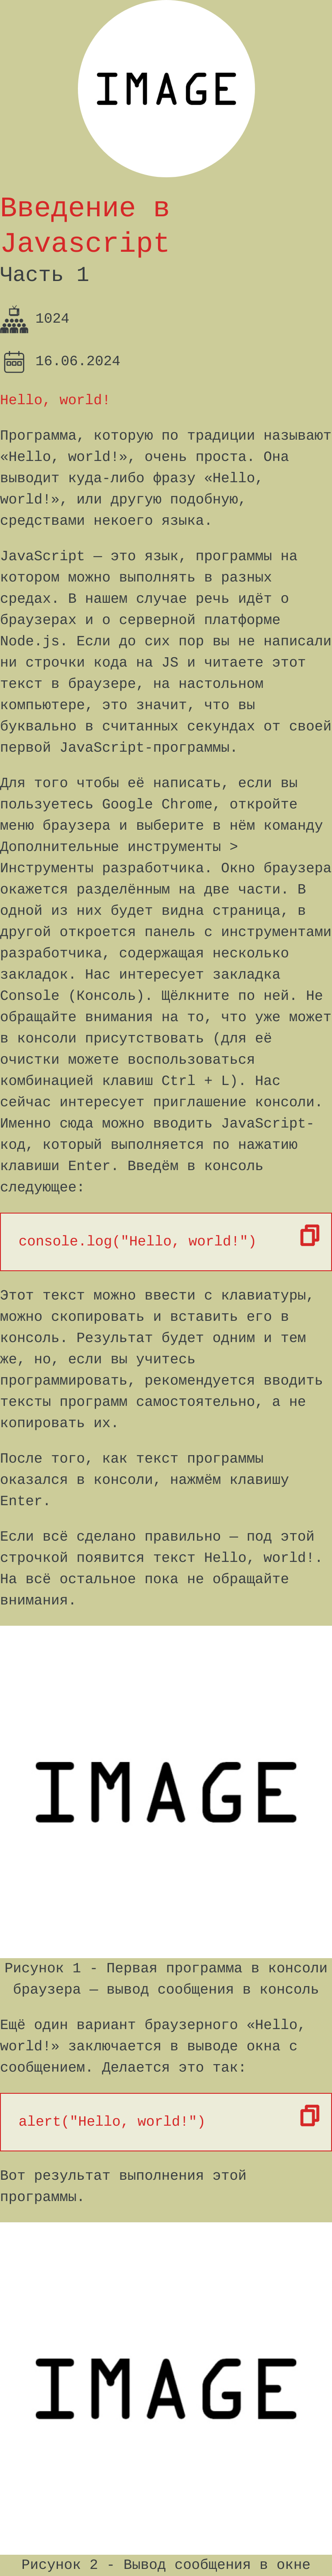 IMAGE
Введение в
Javascript
Часть 1
1024
16.06.2024
Hello, world!
Программа, которую по традиции называют
«Hello, world!», очень проста. Она
выводит куда-либо фразу «Hello,
world!», или другую подобную,
средствами некоего языка.
JavaScript — это язык, программы на
котором можно выполнять в разных
средах. В нашем случае речь идёт о
браузерах и о серверной платформе
Node.js. Если до сих пор вы не написали
ни строчки кода на JS и читаете этот
текст в браузере, на настольном
компьютере, это значит, что вы
буквально в считанных секундах от своей
первой JavaScript-программы.
Для того чтобы её написать, если вы
пользуетесь Google Chrome, откройте
меню браузера и выберите в нём команду
Дополнительные инструменты >
Инструменты разработчика. Окно браузера
окажется разделённым на две части. В
одной из них будет видна страница, в
другой откроется панель с инструментами
разработчика, содержащая несколько
закладок. Нас интересует закладка
Console (Консоль). Щёлкните по ней. Не
обращайте внимания на то, что уже может
в консоли присутствовать (для её
очистки можете воспользоваться
комбинацией клавиш Ctrl + L). Нас
сейчас интересует приглашение консоли.
Именно сюда можно вводить JavaScript-
код, который выполняется по нажатию
клавиши Enter. Введём в консоль
следующее:
console.log("Hello, world!")
Этот текст можно ввести с клавиатуры,
можно скопировать и вставить его в
консоль. Результат будет одним и тем
же, но, если вы учитесь
программировать, рекомендуется вводить
тексты программ самостоятельно, а не
копировать их.
После того, как текст программы
оказался в консоли, нажмём клавишу
Enter.
Если всё сделано правильно — под этой
строчкой появится текст Hello, world!.
На всё остальное пока не обращайте
внимания.
IMAGE
Рисунок 1 - Первая программа в консоли
браузера — вывод сообщения в консоль
Ещё один вариант браузерного «Hello,
world!» заключается в выводе окна с
сообщением. Делается это так:
alert("Hello, world!")
Вот результат выполнения этой
программы.
IMAGE
Рисунок 2 - Вывод сообщения в окне